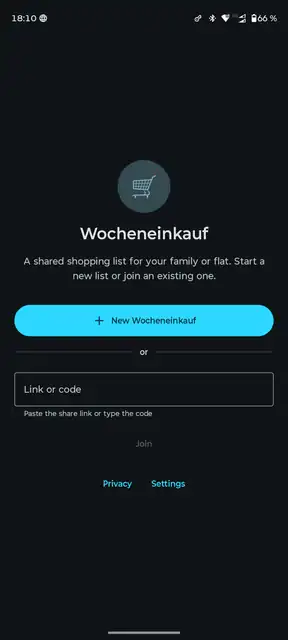 18:10
66 %
Wocheneinkauf
A shared shopping list for your family or flat. Start a
new list or join an existing one.
+ New Wocheneinkauf
or
Link or code
Paste the share link or type the code
Join
Privacy
Settings